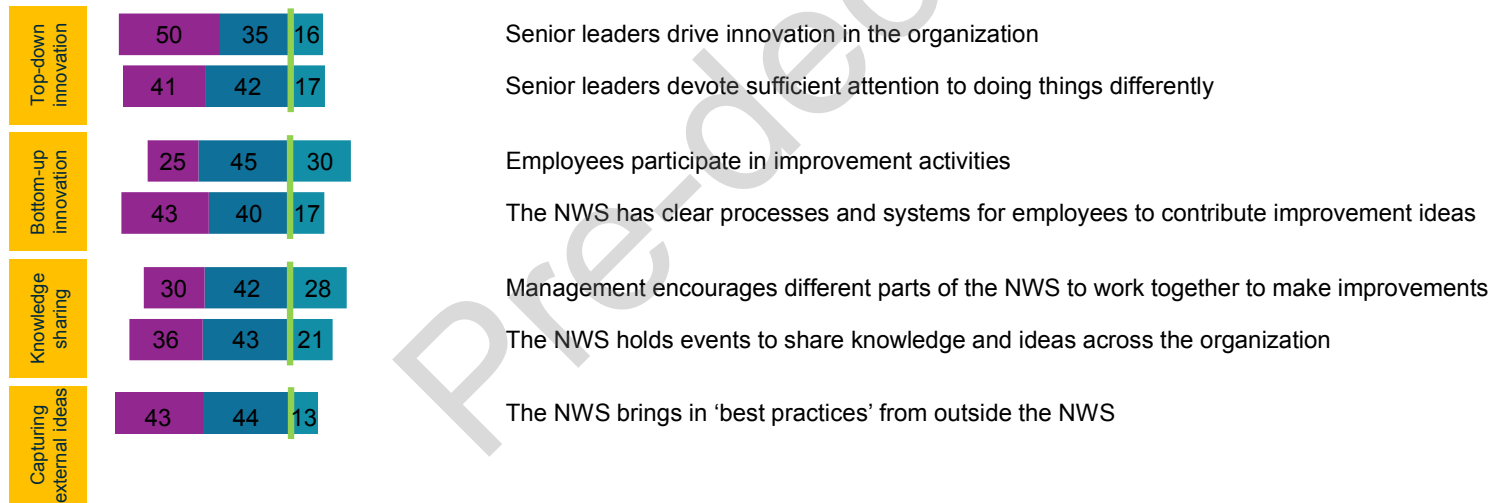 Top-down
innovation
50 35 16 Senior leaders drive innovation in the organization
41 42 17 Senior leaders devote sufficient attention to doing things differently
Bottom-up
innovation
25 45 30 Employees participate in improvement activities
43 40 17 The NWS has clear processes and systems for employees to contribute improvement ideas
Knowledge
sharing
30 42 28 Management encourages different parts of the NWS to work together to make improvements
36 43 21 The NWS holds events to share knowledge and ideas across the organization
Capturing
external ideas
43 44 13 The NWS brings in ‘best practices’ from outside the NWS
Pre-dec